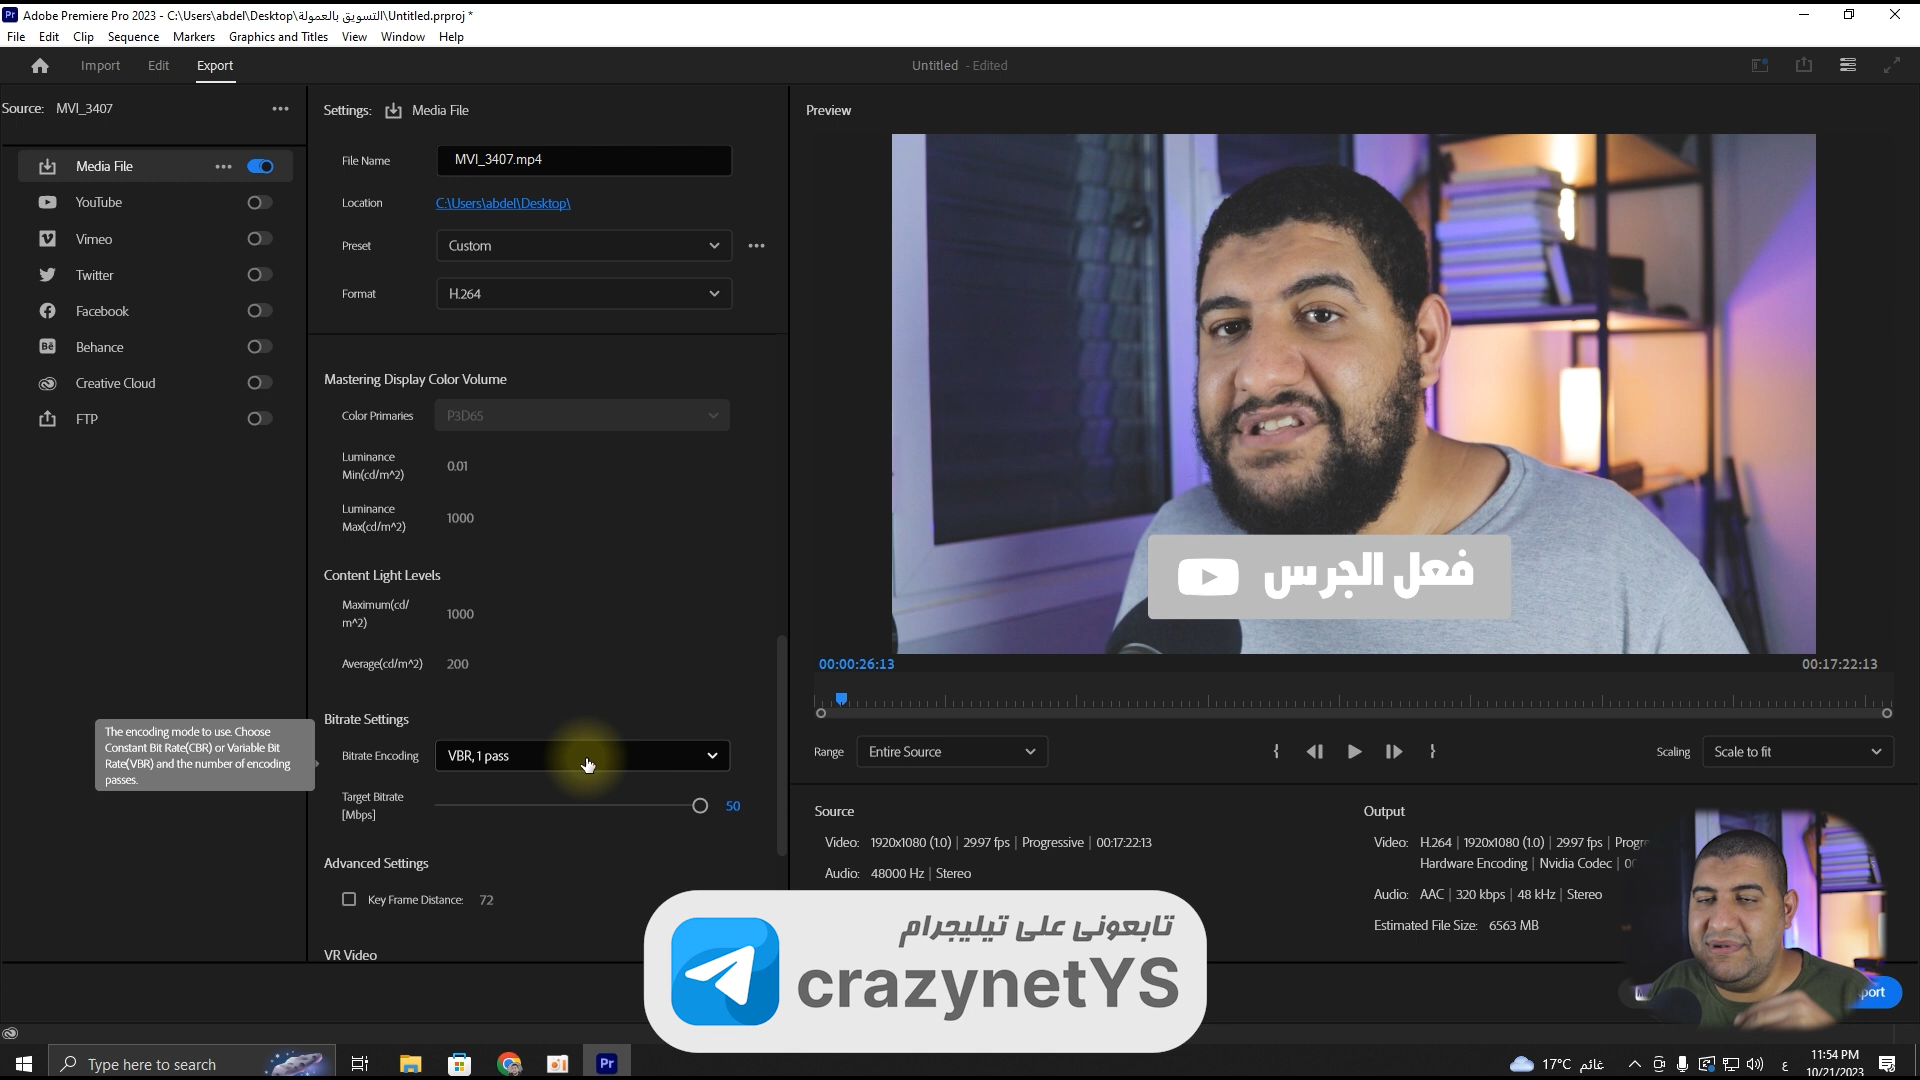 Adobe Premiere Pro 2023 - C:\Users\abdel\Desktop\التسويق بالعمولة\Untitled.prproj *
File Edit Clip Sequence Markers Graphics and Titles View Window Help
Import Edit Export
Untitled - Edited
Source: MVI_3407
Media File
YouTube
Vimeo
Twitter
Facebook
Behance
Creative Cloud
FTP
Settings: Media File
File Name MVI_3407.mp4
Location C:\Users\abdel\Desktop\
Preset Custom
Format H.264
Mastering Display Color Volume
Color Primaries P3D65
Luminance
Min(cd/m^2) 0.01
Luminance
Max(cd/m^2) 1000
Content Light Levels
Maximum(cd/
m^2) 1000
Average(cd/m^2) 200
Bitrate Settings
Bitrate Encoding VBR, 1 pass
Target Bitrate
[Mbps] 50
Advanced Settings
Key Frame Distance: 72
VR Video
The encoding mode to use. Choose
Constant Bit Rate(CBR) or Variable Bit
Rate(VBR) and the number of encoding
passes.
Preview
فعل الجرس
00:00:26:13 00:17:22:13
Range Entire Source
Scaling Scale to fit
Source
Video: 1920x1080 (1.0) | 29.97 fps | Progressive | 00:17:22:13
Audio: 48000 Hz | Stereo
Output
Video: H.264 | 1920x1080 (1.0) | 29.97 fps |
Hardware Encoding | Nvidia Codec |
Audio: AAC | 320 kbps | 48 kHz | Stereo
Estimated File Size: 6563 MB
تابعونى على تيليجرام
crazynetYS
Bē
Pr
Type here to search
17°C غائم
ع
11:54 PM
10/21/2023